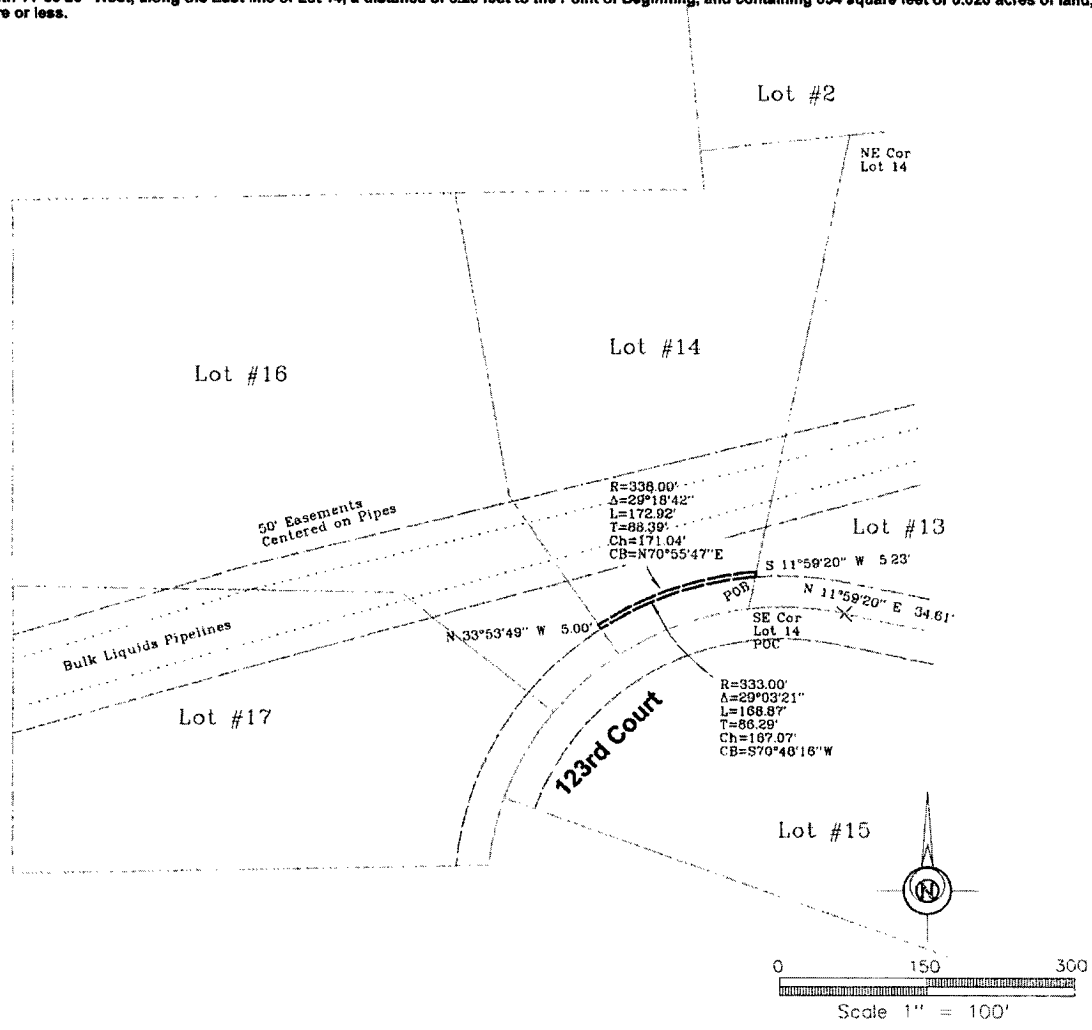 West, along the East line of Lot 14, a distance of 5.23 feet to the Point of Beginning, and containing 854 square feet or 0.020 acres of land,
re or less.
Lot #2
NE Cor
Lot 14
Lot #14
Lot #16
R=338.00'
Δ=29°18'42"
L=172.92'
T=88.39'
Ch=171.04'
CB=N70°55'47"E
50' Easements
Centered on Pipes
Lot #13
S 11°59'20" W 5.23'
POB
N 11°59'20" E 34.61'
N 33°53'49" W 5.00'
SE Cor
Lot 14
POC
Bulk Liquids Pipelines
R=333.00'
Δ=29°03'21"
L=168.87'
T=86.29'
Ch=167.07'
CB=S70°48'16"W
Lot #17
123rd Court
Lot #15
N
0 150 300
Scale 1" = 100'